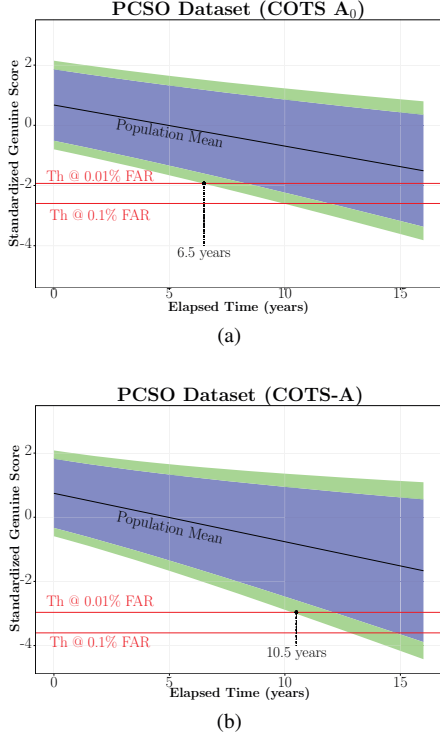 PCSO Dataset (COTS A0)
Standardized Genuine Score
2
0
-2
-4
Population Mean
Th @ 0.01% FAR
Th @ 0.1% FAR
6.5 years
0
5
10
15
Elapsed Time (years)
(a)
PCSO Dataset (COTS-A)
Standardized Genuine Score
2
0
-2
-4
Population Mean
Th @ 0.01% FAR
Th @ 0.1% FAR
10.5 years
0
5
10
15
Elapsed Time (years)
(b)